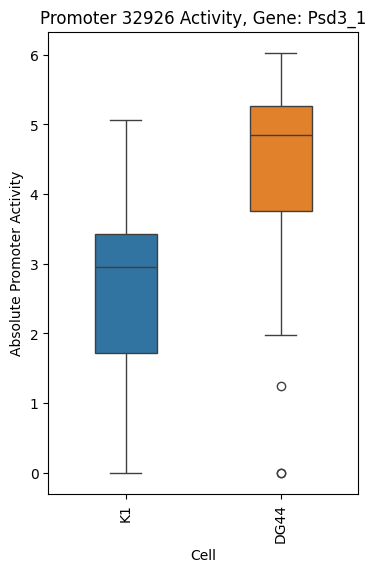 Promoter 32926 Activity, Gene: Psd3_1
Absolute Promoter Activity
6
5
4
3
2
1
0
K1
DG44
Cell